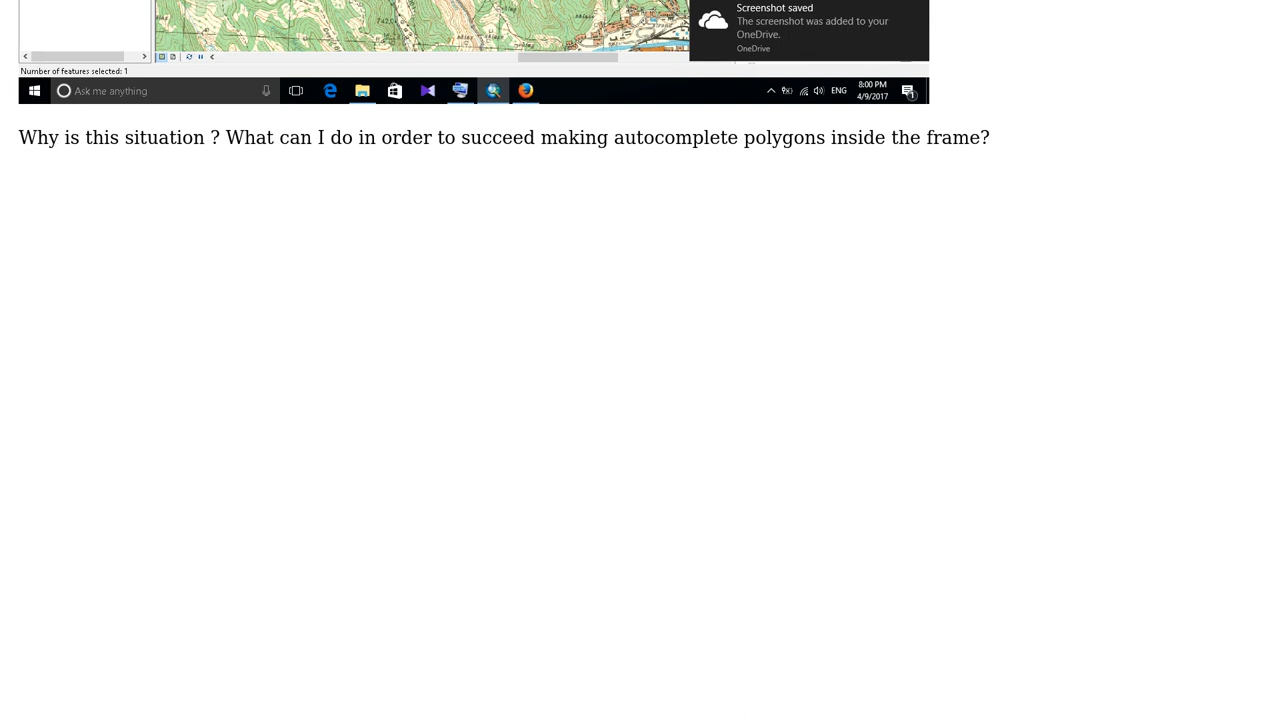 Screenshot saved
The screenshot was added to your
OneDrive.
OneDrive
Number of features selected: 1
Ask me anything
ENG
8:00 PM
4/9/2017
1
Why is this situation ? What can I do in order to succeed making autocomplete polygons inside the frame?